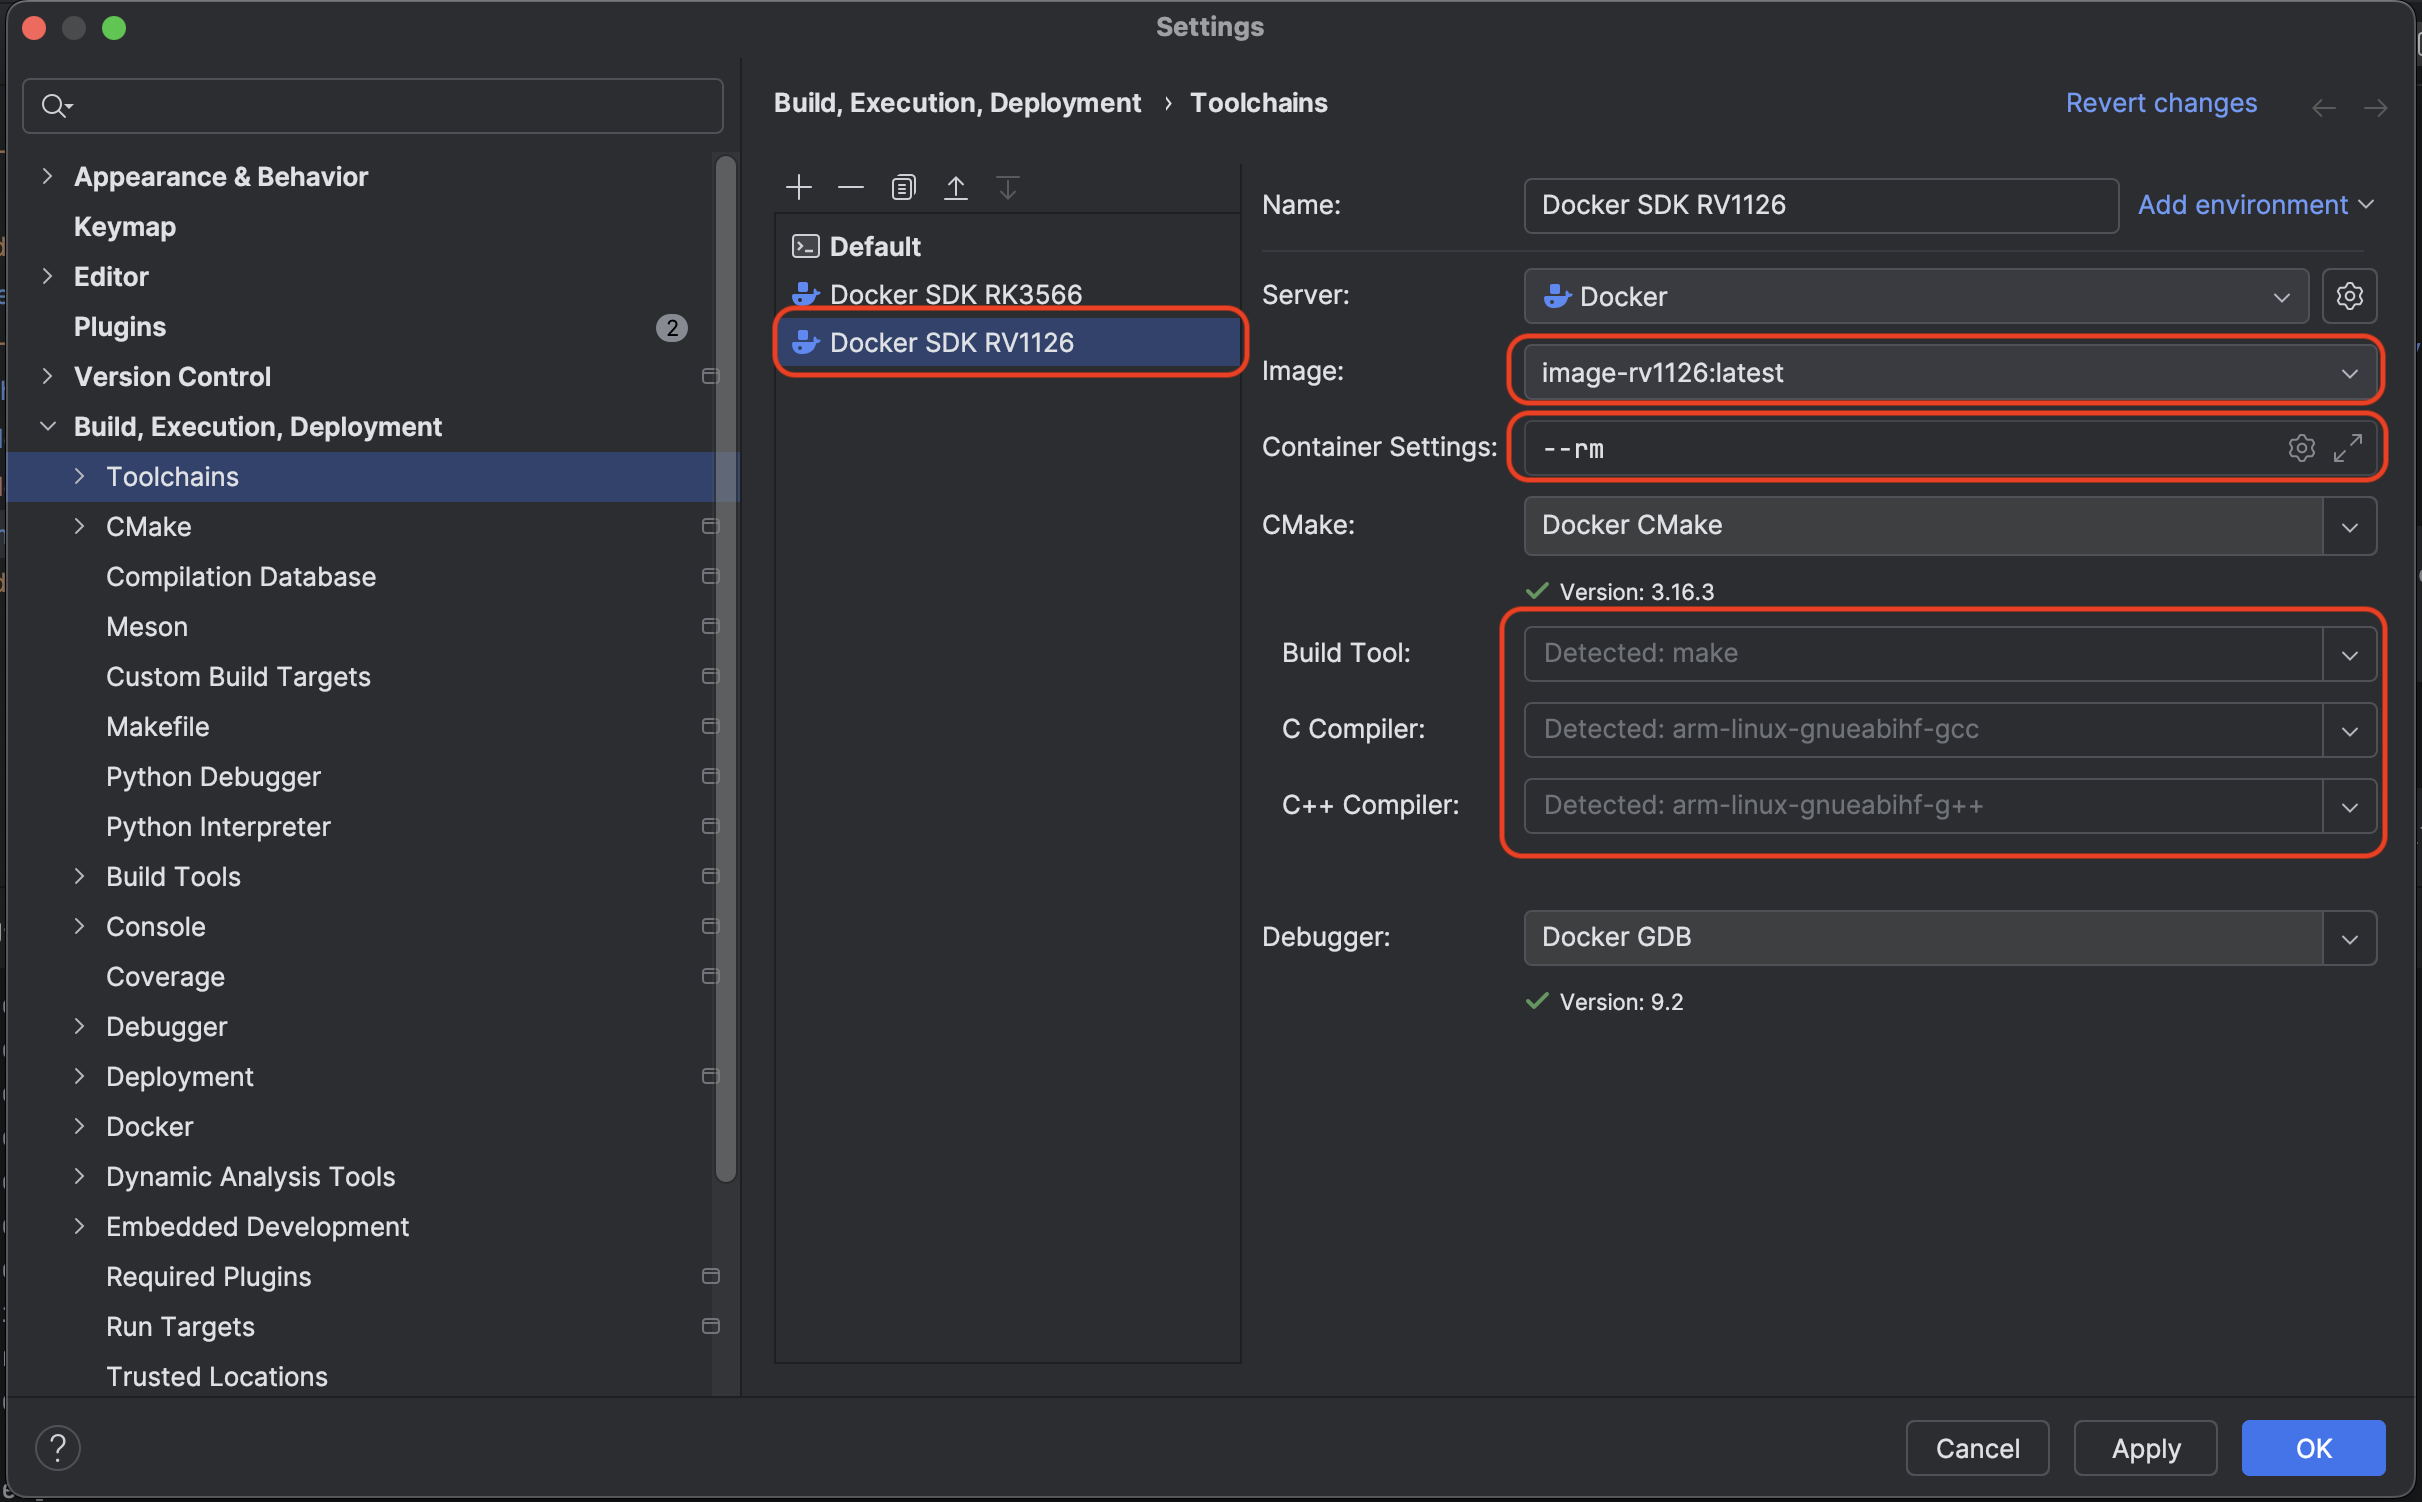 Settings
Build, Execution, Deployment › Toolchains
Revert changes
Appearance & Behavior
Keymap
Editor
Plugins
2
Version Control
Build, Execution, Deployment
Toolchains
CMake
Compilation Database
Meson
Custom Build Targets
Makefile
Python Debugger
Python Interpreter
Build Tools
Console
Coverage
Debugger
Deployment
Docker
Dynamic Analysis Tools
Embedded Development
Required Plugins
Run Targets
Trusted Locations
Default
Docker SDK RK3566
Docker SDK RV1126
Name: Docker SDK RV1126 Add environment
Server: Docker
Image: image-rv1126:latest
Container Settings: --rm
CMake: Docker CMake
Version: 3.16.3
Build Tool: Detected: make
C Compiler: Detected: arm-linux-gnueabihf-gcc
C++ Compiler: Detected: arm-linux-gnueabihf-g++
Debugger: Docker GDB
Version: 9.2
?
Cancel
Apply
OK